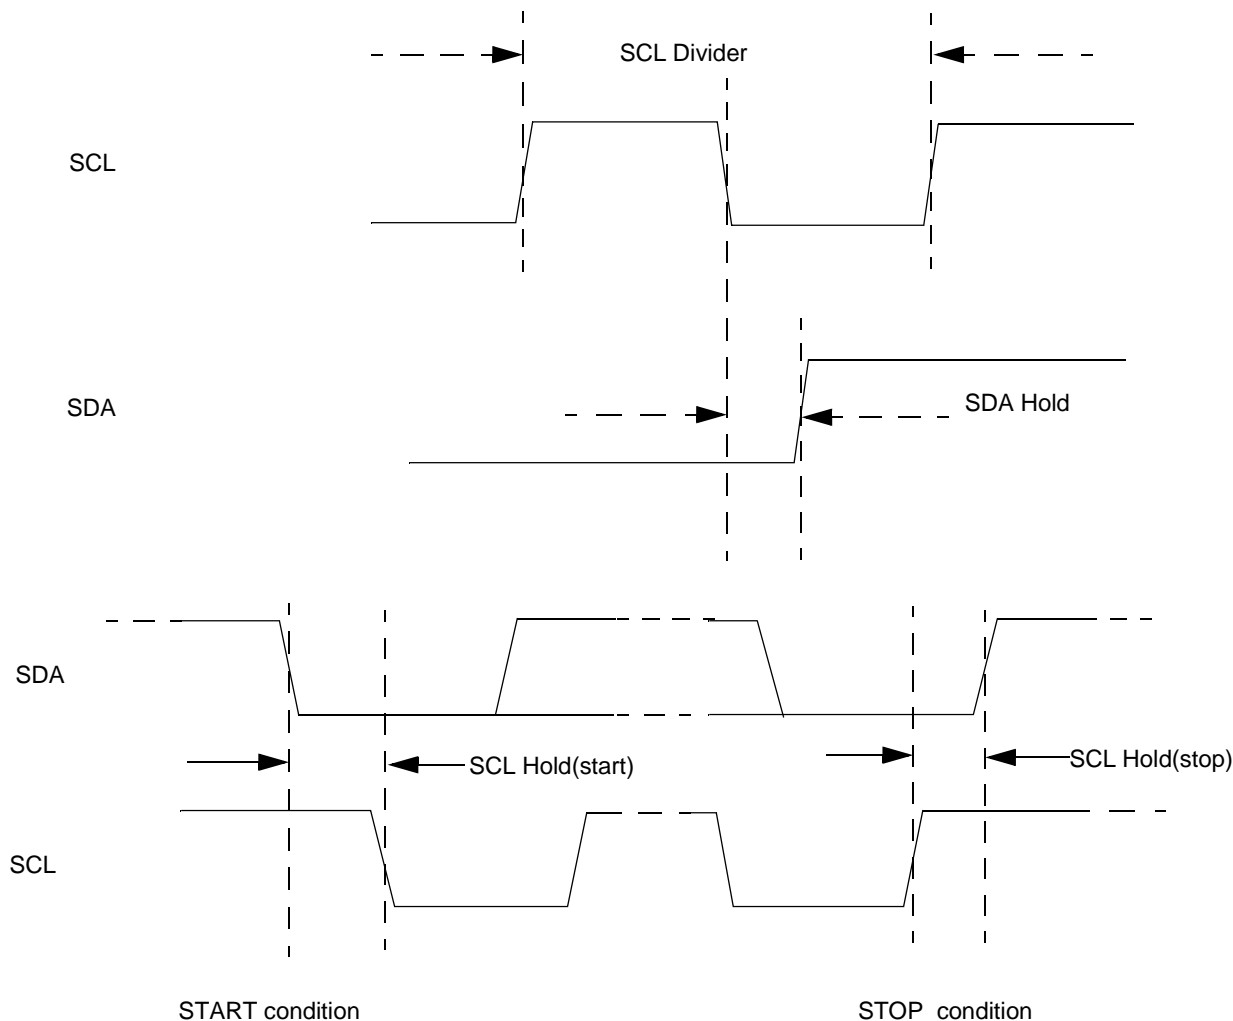 SCL Divider
SCL
SDA
SDA Hold
SDA
SCL Hold(start)
SCL Hold(stop)
SCL
START condition
STOP condition